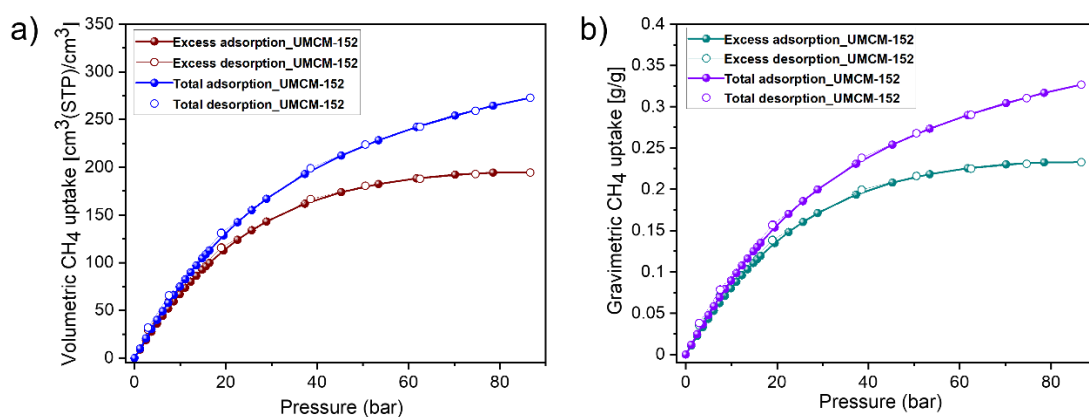 a)
Volumetric CH4 uptake [cm³(STP)/cm³]
350
300
250
200
150
100
50
0
Excess adsorption_UMCM-152
Excess desorption_UMCM-152
Total adsorption_UMCM-152
Total desorption_UMCM-152
0 20 40 60 80
Pressure (bar)
b)
Gravimetric CH4 uptake [g/g]
0.4
0.35
0.3
0.25
0.2
0.15
0.1
0.05
0
Excess adsorption_UMCM-152
Excess desorption_UMCM-152
Total adsorption_UMCM-152
Total desorption_UMCM-152
0 20 40 60 80
Pressure (bar)